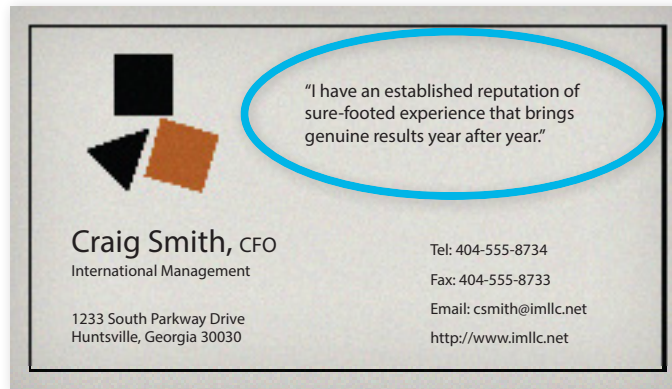 “I have an established reputation of
sure-footed experience that brings
genuine results year after year.”
Craig Smith, CFO
International Management
1233 South Parkway Drive
Huntsville, Georgia 30030
Tel: 404-555-8734
Fax: 404-555-8733
Email: csmith@imllc.net
http://www.imllc.net